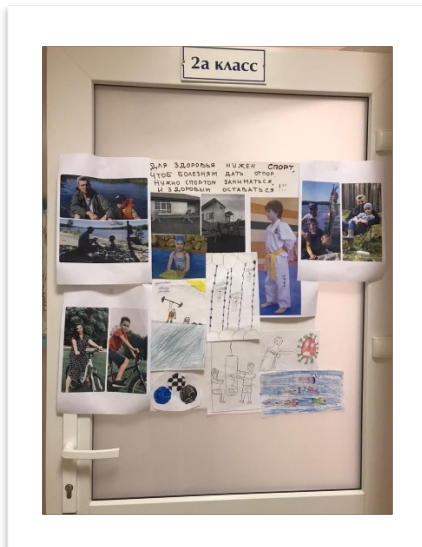 2а класс
ДЛЯ ЗДОРОВЬЯ НУЖЕН СПОРТ,
ЧТОБ БОЛЕЗНЯМ ДАТЬ ОТПОР.
НУЖНО СПОРТОМ ЗАНИМАТЬСЯ,
И ЗДОРОВЫМ ОСТАВАТЬСЯ!